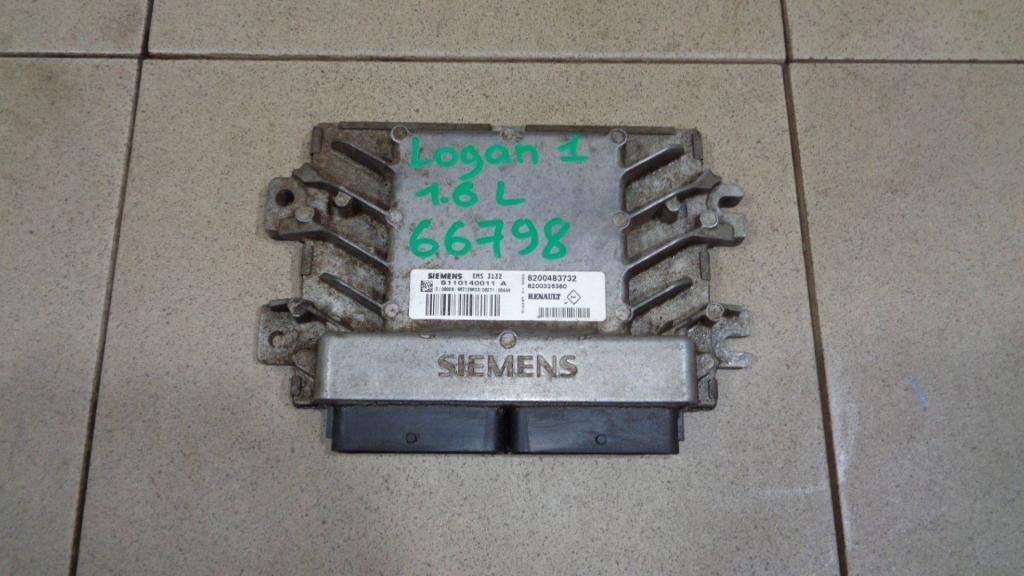 Logan 1
1.6 L
66798
SIEMENS EMS 3132
S110140011 A
8200483732
8200326380
RENAULT
SIEMENS